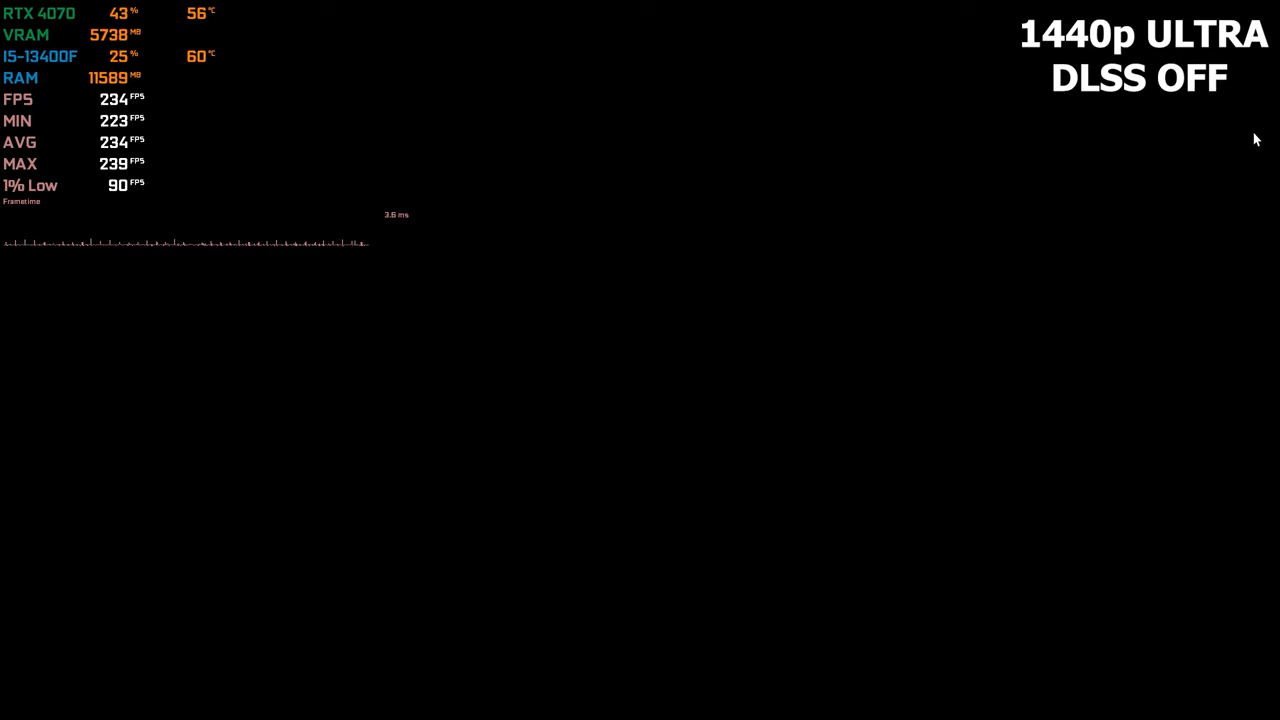 RTX 4070 43 % 56 °C
VRAM 5738 MB
I5-13400F 25 % 60 °C
RAM 11589 MB
FPS 234 FPS
MIN 223 FPS
AVG 234 FPS
MAX 239 FPS
1% Low 90 FPS
Frametime
3.6 ms
1440p ULTRA
DLSS OFF